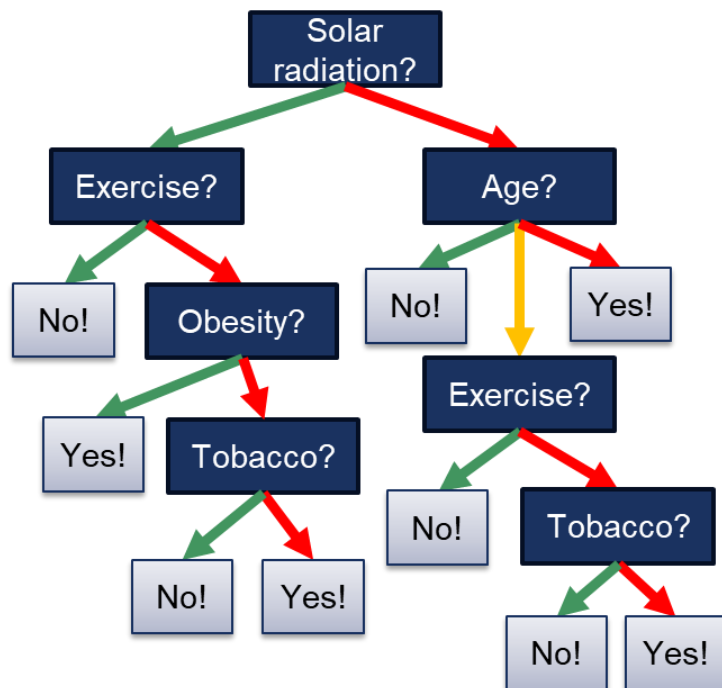 Solar
radiation?
Exercise?
Age?
No!
Obesity?
No!
Yes!
Exercise?
Yes!
Tobacco?
No!
Tobacco?
No!
Yes!
No!
Yes!